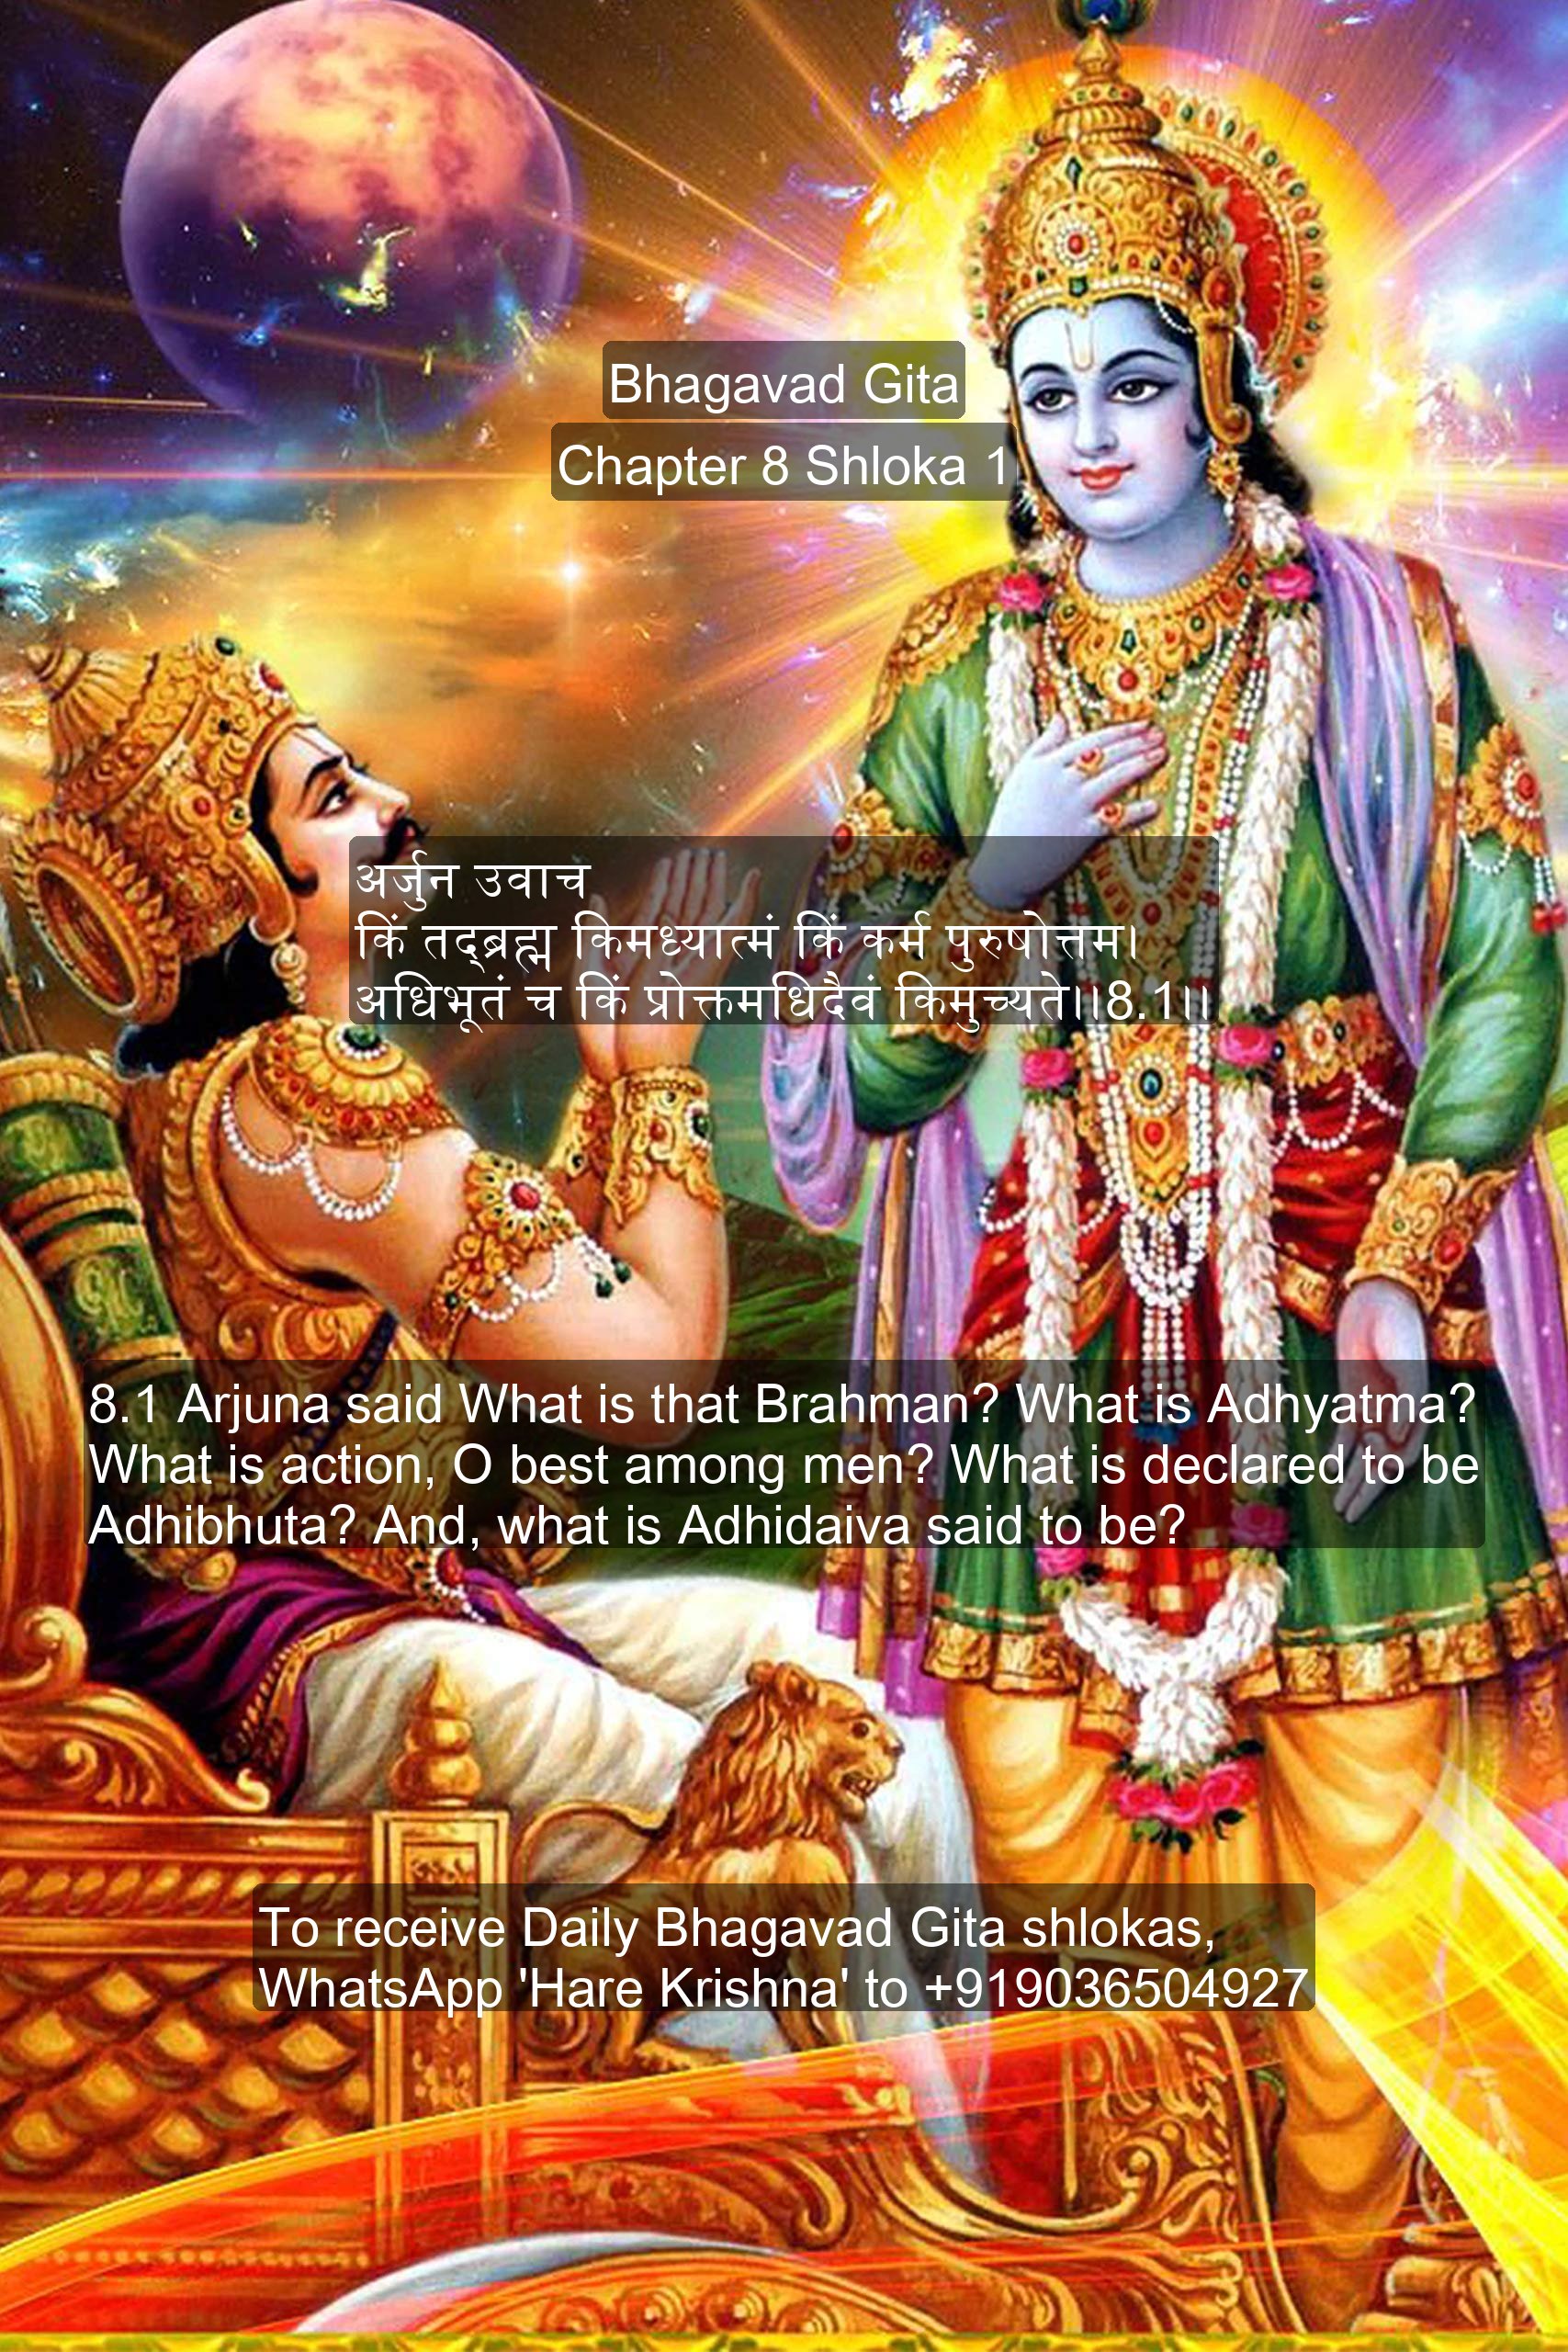 Bhagavad Gita
Chapter 8 Shloka 1
अर्जुन उवाच
किं तद्ब्रह्म किमध्यात्मं किं कर्म पुरुषोत्तम।
अधिभूतं च किं प्रोक्तमधिदैवं किमुच्यते।।8.1।।
8.1 Arjuna said What is that Brahman? What is Adhyatma?
What is action, O best among men? What is declared to be
Adhibhuta? And, what is Adhidaiva said to be?
To receive Daily Bhagavad Gita shlokas,
WhatsApp 'Hare Krishna' to +919036504927